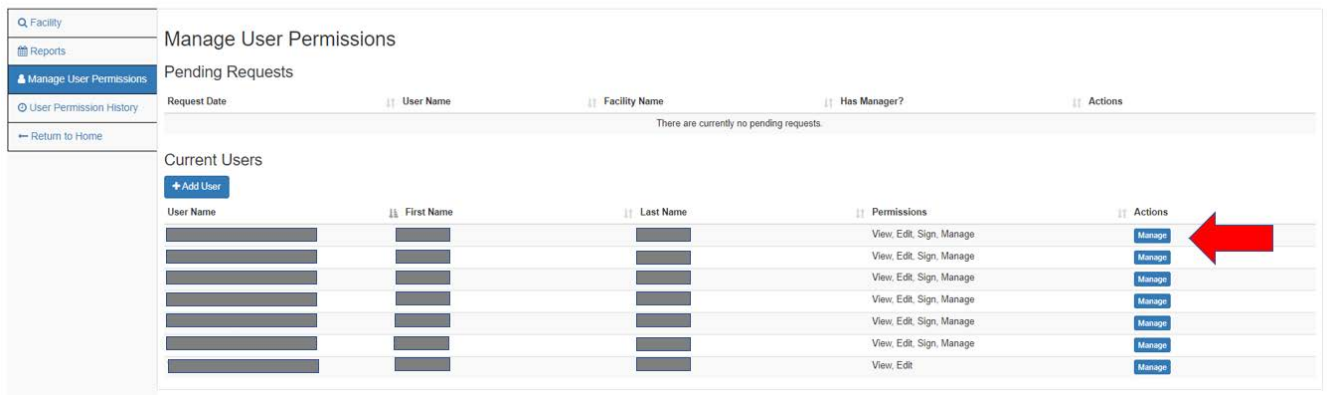 Facility
Reports
Manage User Permissions
User Permission History
Return to Home
Manage User Permissions
Pending Requests
Request Date User Name Facility Name Has Manager? Actions
There are currently no pending requests.
Current Users
+ Add User
User Name First Name Last Name Permissions Actions
View, Edit, Sign, Manage Manage
View, Edit, Sign, Manage Manage
View, Edit, Sign, Manage Manage
View, Edit, Sign, Manage Manage
View, Edit, Sign, Manage Manage
View, Edit, Sign, Manage Manage
View, Edit Manage